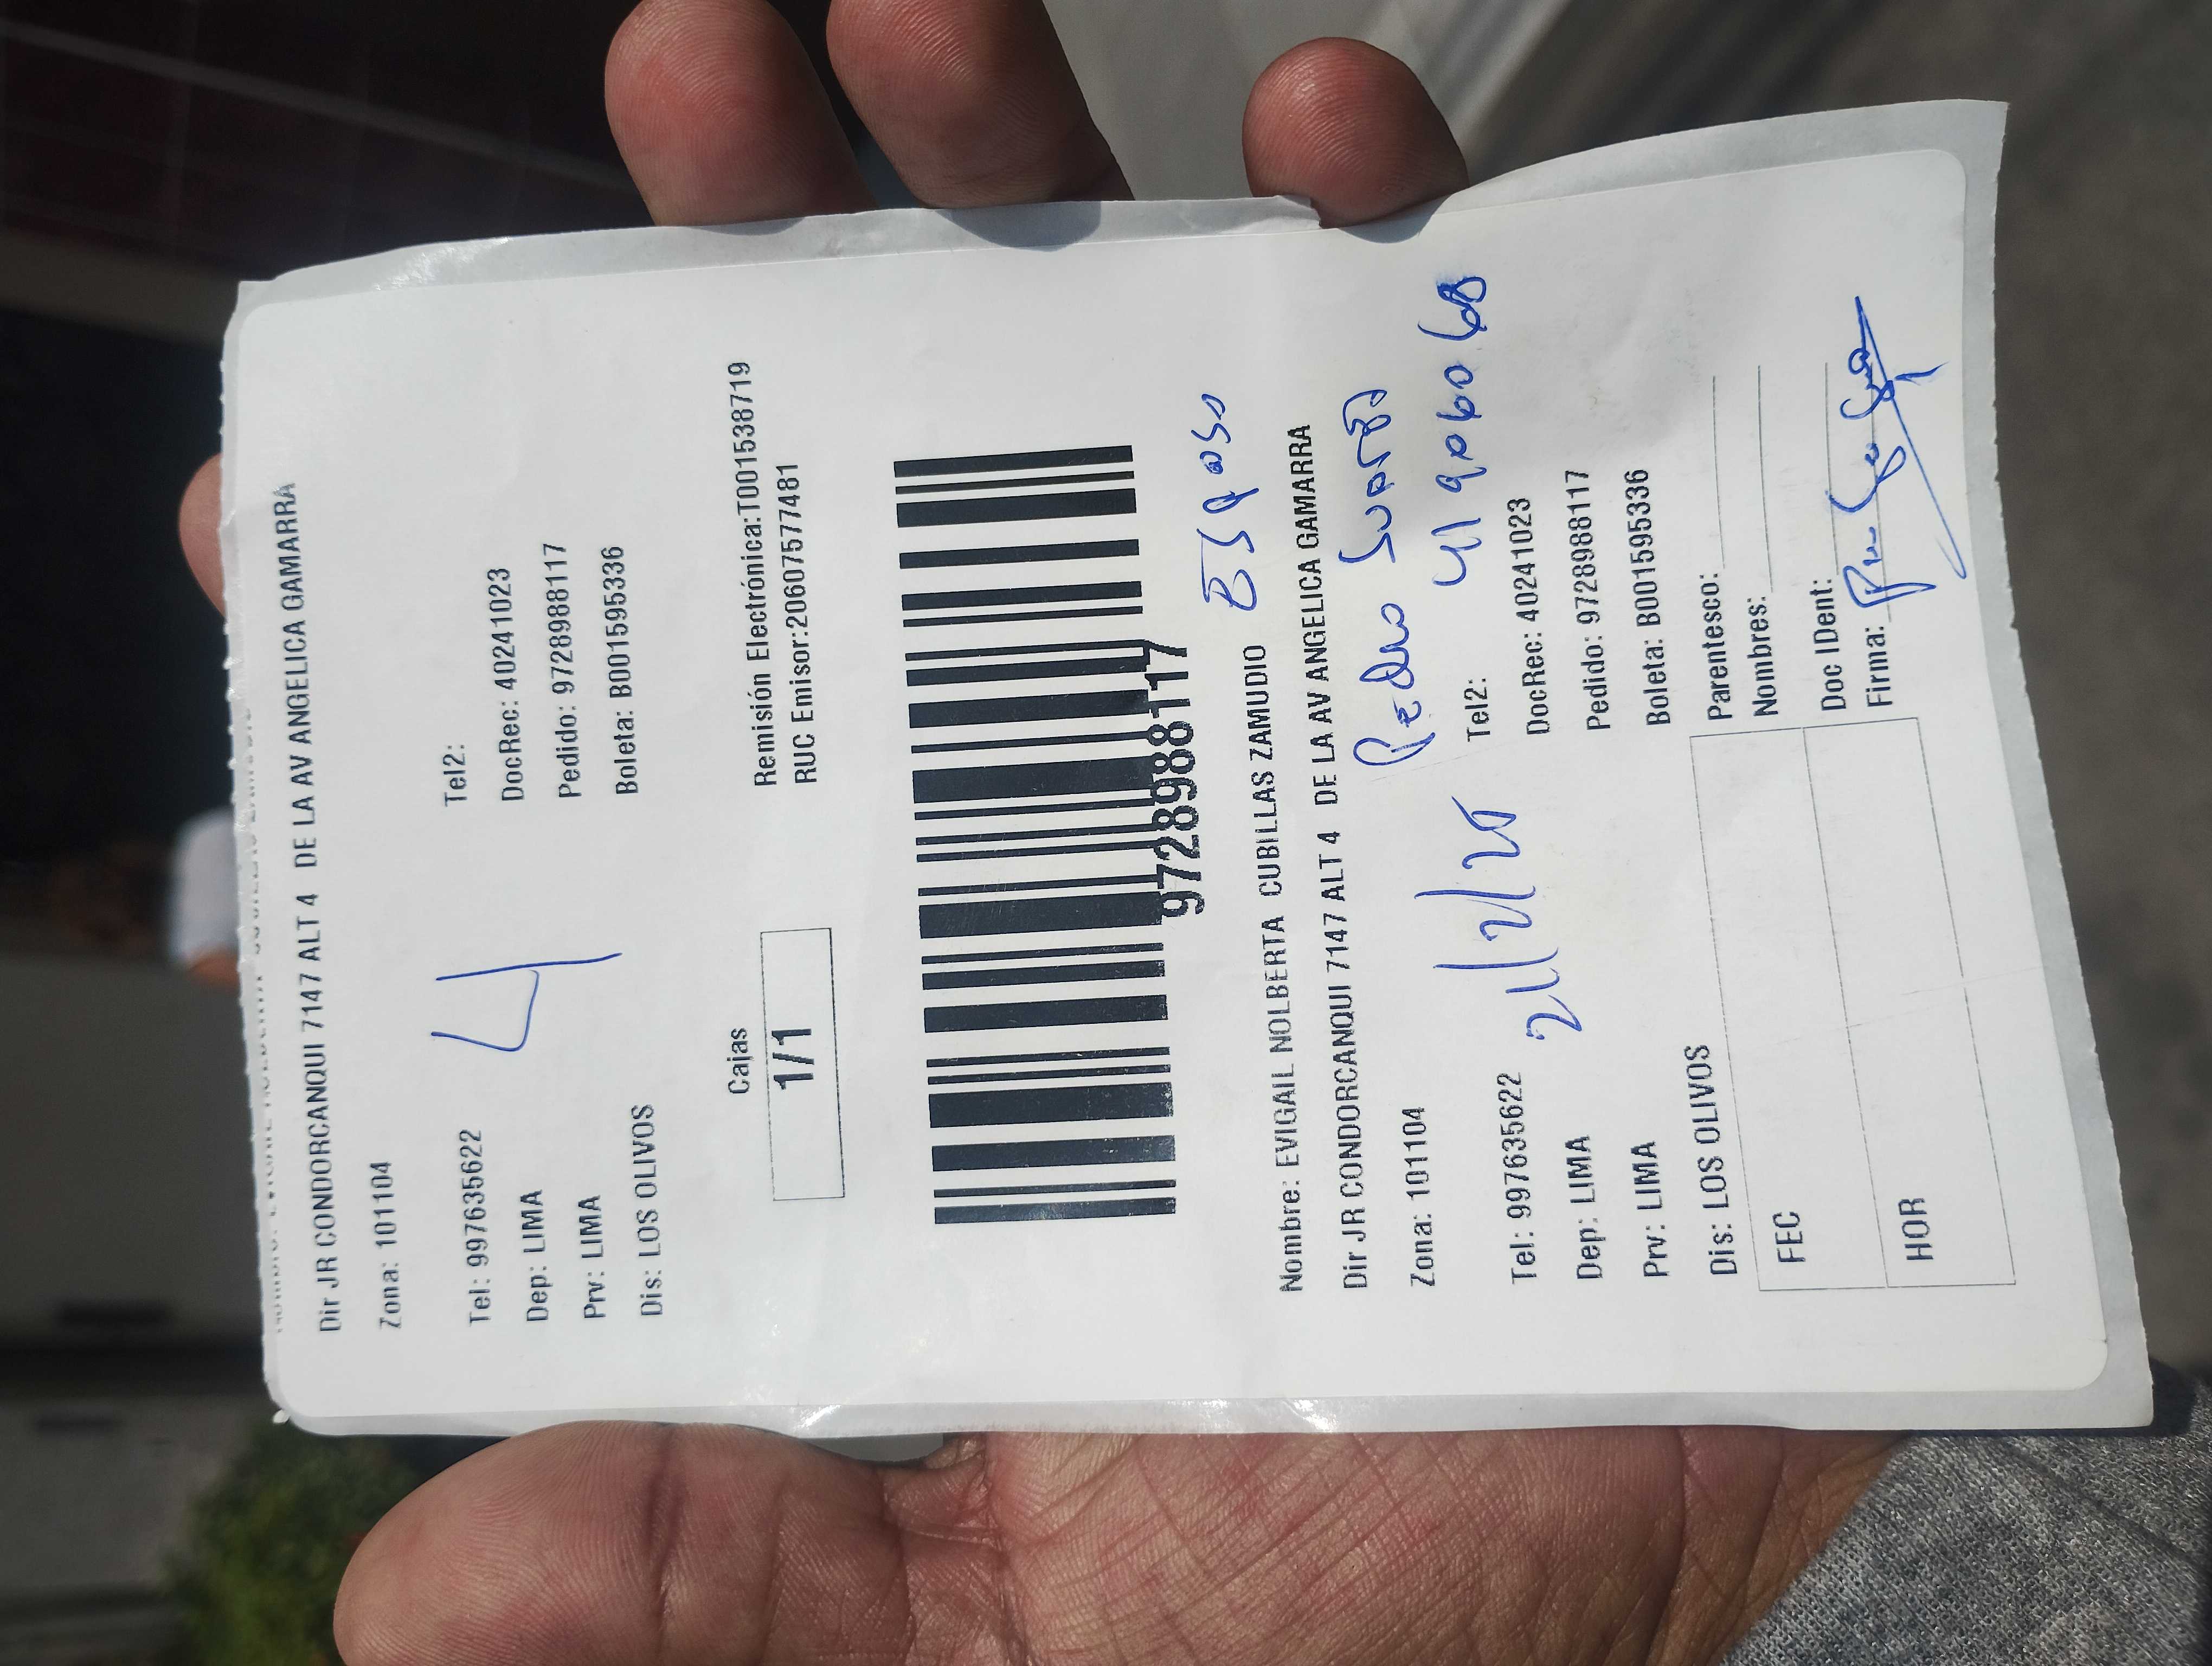 Dir JR CONDORCANQUI 7147 ALT 4 DE LA AV ANGELICA GAMARRA
Zona: 101104
4
Tel: 997635622 Tel2:
Dep: LIMA DocRec: 40241023
Prv: LIMA Pedido: 9728988117
Dis: LOS OLIVOS Boleta: B001595336
Cajas Remisión Electrónica:T001538719
1/1 RUC Emisor:20607577481
9728988117
Nombre: EVIGAIL NOLBERTA CUBILLAS ZAMUDIO Esposo
Dir JR CONDORCANQUI 7147 ALT 4 DE LA AV ANGELICA GAMARRA
Pedro
Zona: 101104
Tel: 997635622 Tel2:
Dep: LIMA DocRec: 40241023
Prv: LIMA Pedido: 9728988117
Dis: LOS OLIVOS Boleta: B001595336
FEC Parentesco:
Nombres:
HOR Doc IDent:
Firma: